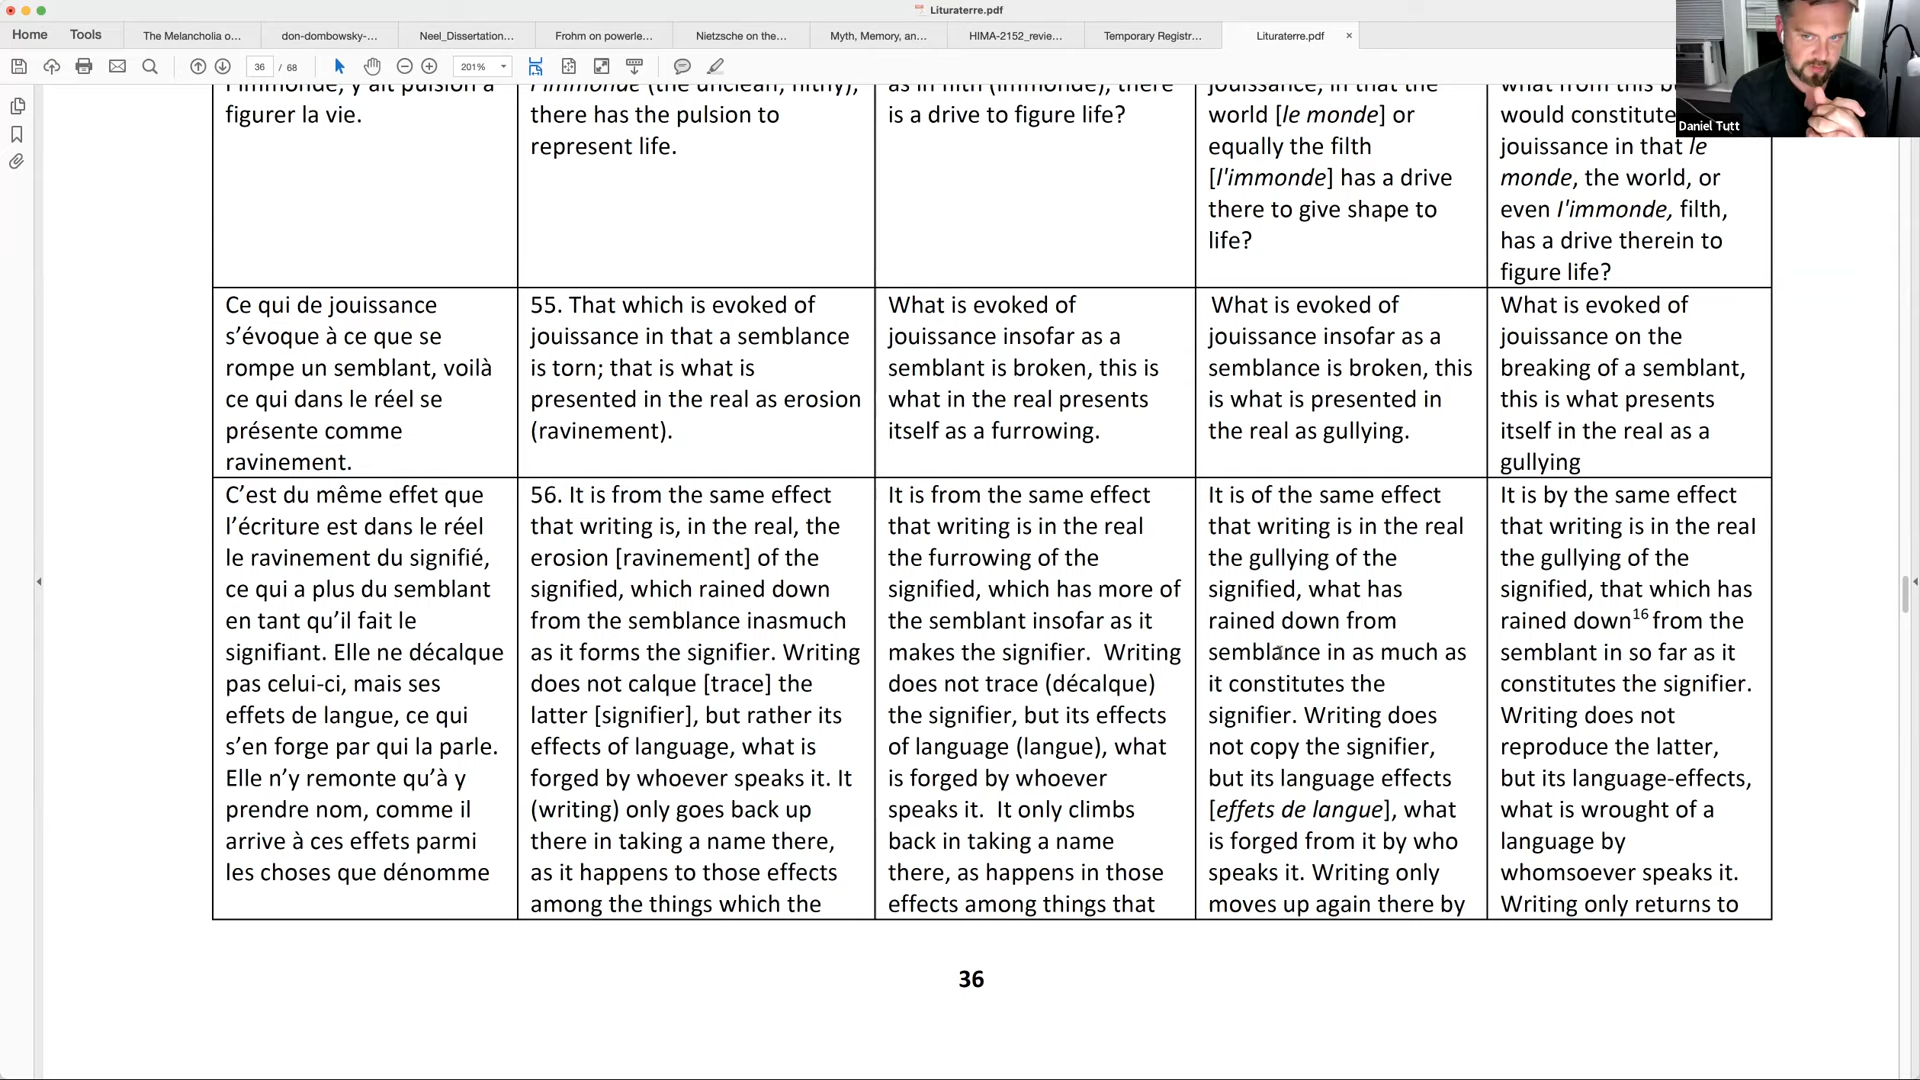 Lituraterre.pdf
Home
Tools
The Melancholia o...
don-dombowsky-...
Neel_Dissertation...
Frohm on powerle...
Nietzsche on the...
Myth, Memory, an...
HIMA-2152_revie...
Temporary Registr...
Lituraterre.pdf
36 / 68
201%
Daniel Tutt
l'immonde, y ait pulsion à
figurer la vie.
l'immonde (the unclean, filthy),
there has the pulsion to
represent life.
as in filth (immonde), there
is a drive to figure life?
jouissance, in that the
world [le monde] or
equally the filth
[l'immonde] has a drive
there to give shape to
life?
what from this
would constitute
jouissance in that le
monde, the world, or
even l'immonde, filth,
has a drive therein to
figure life?
Ce qui de jouissance
s’évoque à ce que se
rompe un semblant, voilà
ce qui dans le réel se
présente comme
ravinement.
55. That which is evoked of
jouissance in that a semblance
is torn; that is what is
presented in the real as erosion
(ravinement).
What is evoked of
jouissance insofar as a
semblant is broken, this is
what in the real presents
itself as a furrowing.
What is evoked of
jouissance insofar as a
semblance is broken, this
is what is presented in
the real as gullying.
What is evoked of
jouissance on the
breaking of a semblant,
this is what presents
itself in the real as a
gullying
C’est du même effet que
l’écriture est dans le réel
le ravinement du signifié,
ce qui a plus du semblant
en tant qu’il fait le
signifiant. Elle ne décalque
pas celui-ci, mais ses
effets de langue, ce qui
s’en forge par qui la parle.
Elle n’y remonte qu’à y
prendre nom, comme il
arrive à ces effets parmi
les choses que dénomme
56. It is from the same effect
that writing is, in the real, the
erosion [ravinement] of the
signified, which rained down
from the semblance inasmuch
as it forms the signifier. Writing
does not calque [trace] the
latter [signifier], but rather its
effects of language, what is
forged by whoever speaks it. It
(writing) only goes back up
there in taking a name there,
as it happens to those effects
among the things which the
It is from the same effect
that writing is in the real
the furrowing of the
signified, which has more of
the semblant insofar as it
makes the signifier. Writing
does not trace (décalque)
the signifier, but its effects
of language (langue), what
is forged by whoever
speaks it. It only climbs
back in taking a name
there, as happens in those
effects among things that
It is of the same effect
that writing is in the real
the gullying of the
signified, what has
rained down from
semblance in as much as
it constitutes the
signifier. Writing does
not copy the signifier,
but its language effects
[effets de langue], what
is forged from it by who
speaks it. Writing only
moves up again there by
It is by the same effect
that writing is in the real
the gullying of the
signified, that which has
rained down16 from the
semblant in so far as it
constitutes the signifier.
Writing does not
reproduce the latter,
but its language-effects,
what is wrought of a
language by
whomsoever speaks it.
Writing only returns to
36